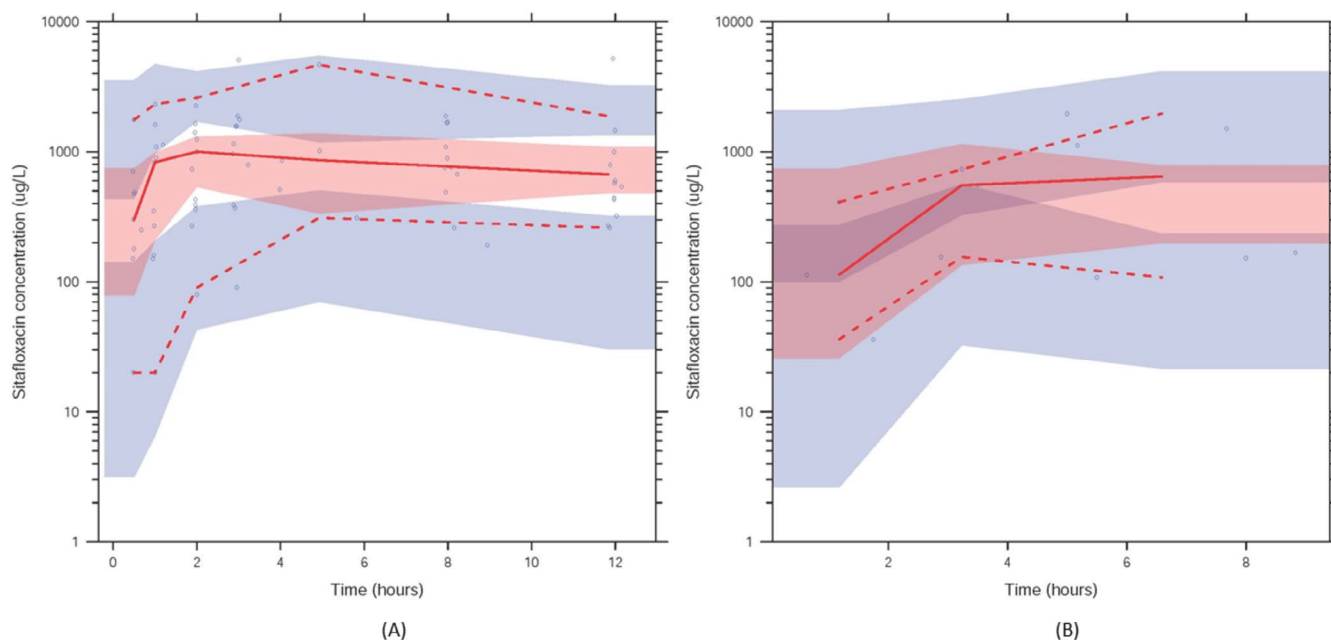 10000
1000
100
10
1
Sitafloxacin concentration (ug/L)
0 2 4 6 8 10 12
Time (hours)
(A)
10000
1000
100
10
1
Sitafloxacin concentration (ug/L)
2 4 6 8
Time (hours)
(B)